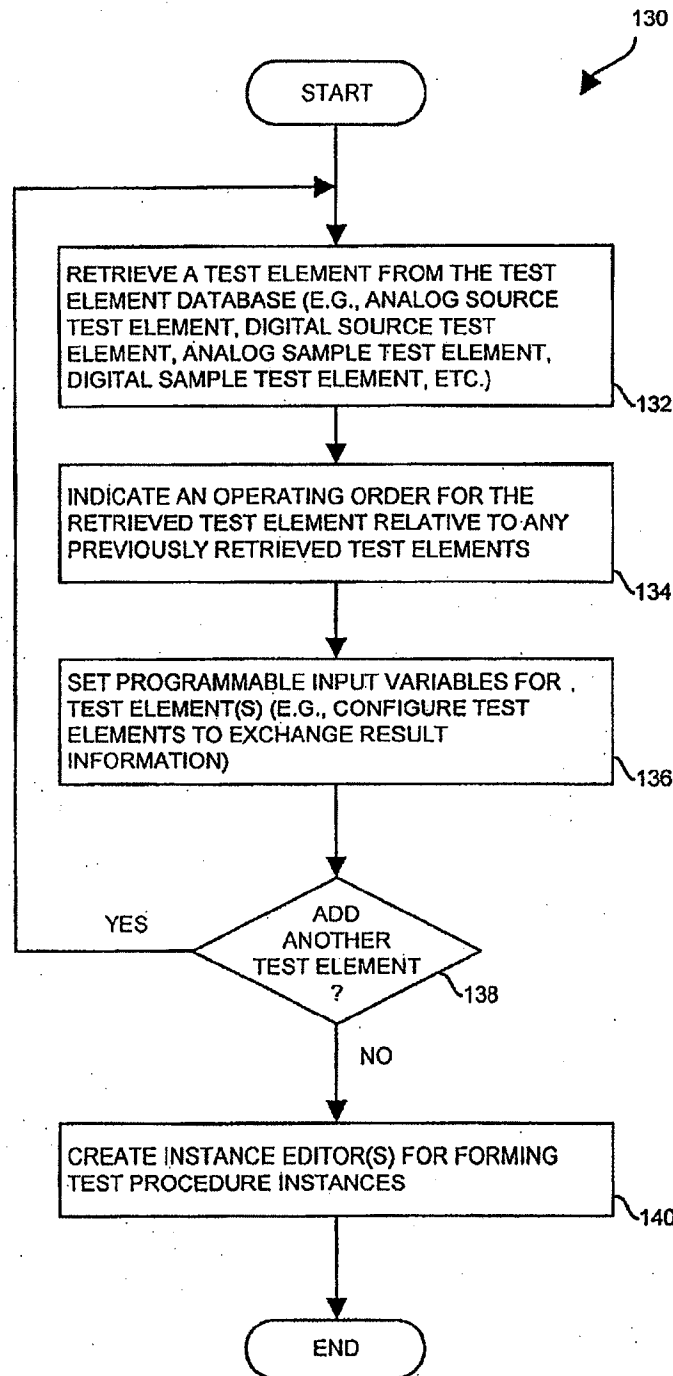 130
START
RETRIEVE A TEST ELEMENT FROM THE TEST
ELEMENT DATABASE (E.G., ANALOG SOURCE
TEST ELEMENT, DIGITAL SOURCE TEST
ELEMENT, ANALOG SAMPLE TEST ELEMENT,
DIGITAL SAMPLE TEST ELEMENT, ETC.)
132
INDICATE AN OPERATING ORDER FOR THE
RETRIEVED TEST ELEMENT RELATIVE TO ANY
PREVIOUSLY RETRIEVED TEST ELEMENTS
134
SET PROGRAMMABLE INPUT VARIABLES FOR
TEST ELEMENT(S) (E.G., CONFIGURE TEST
ELEMENTS TO EXCHANGE RESULT
INFORMATION)
136
YES
ADD
ANOTHER
TEST ELEMENT
?
138
NO
CREATE INSTANCE EDITOR(S) FOR FORMING
TEST PROCEDURE INSTANCES
140
END